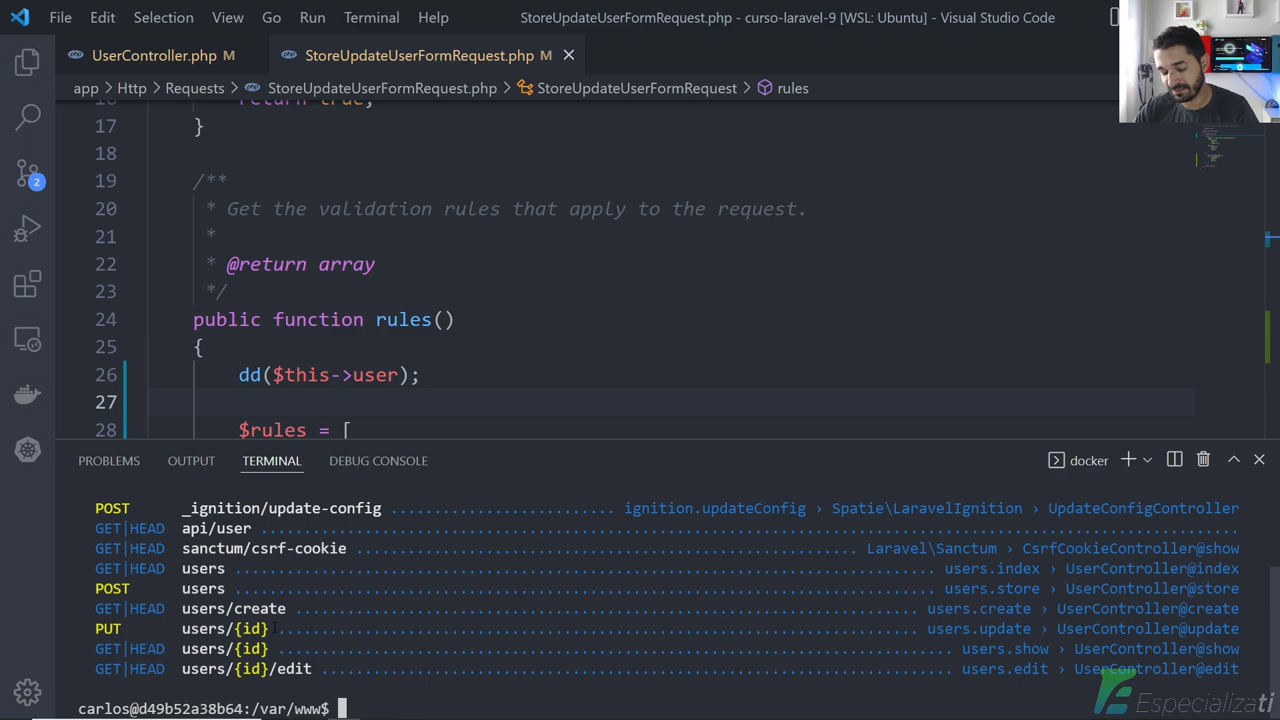 File Edit Selection View Go Run Terminal Help StoreUpdateUserFormRequest.php - curso-laravel-9 [WSL: Ubuntu] - Visual Studio Code
UserController.php M StoreUpdateUserFormRequest.php M
app > Http > Requests > StoreUpdateUserFormRequest.php > StoreUpdateUserFormRequest > rules
16 return true;
17 }
18
19 /**
20 * Get the validation rules that apply to the request.
21 *
22 * @return array
23 */
24 public function rules()
25 {
26 dd($this->user);
27
28 $rules = [
2
PROBLEMS OUTPUT TERMINAL DEBUG CONSOLE docker
POST _ignition/update-config ......................... ignition.updateConfig › Spatie\LaravelIgnition › UpdateConfigController
GET|HEAD api/user ................................................................
GET|HEAD sanctum/csrf-cookie ......................... Laravel\Sanctum › CsrfCookieController@show
GET|HEAD users ......................... users.index › UserController@index
POST users ......................... users.store › UserController@store
GET|HEAD users/create ......................... users.create › UserController@create
PUT users/{id} ......................... users.update › UserController@update
GET|HEAD users/{id} ......................... users.show › UserController@show
GET|HEAD users/{id}/edit ......................... users.edit › UserController@edit
carlos@d49b52a38b64:/var/www$
Especializati